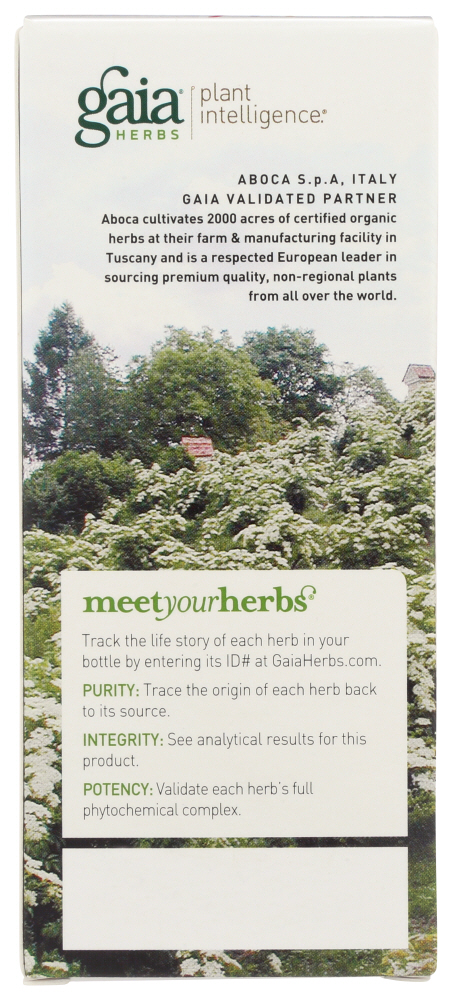 gaia® HERBS
plant
intelligence.®
ABOCA S.p.A, ITALY
GAIA VALIDATED PARTNER
Aboca cultivates 2000 acres of certified organic
herbs at their farm & manufacturing facility in
Tuscany and is a respected European leader in
sourcing premium quality, non-regional plants
from all over the world.
meetyourherbs®
Track the life story of each herb in your
bottle by entering its ID# at GaiaHerbs.com.
PURITY: Trace the origin of each herb back
to its source.
INTEGRITY: See analytical results for this
product.
POTENCY: Validate each herb's full
phytochemical complex.